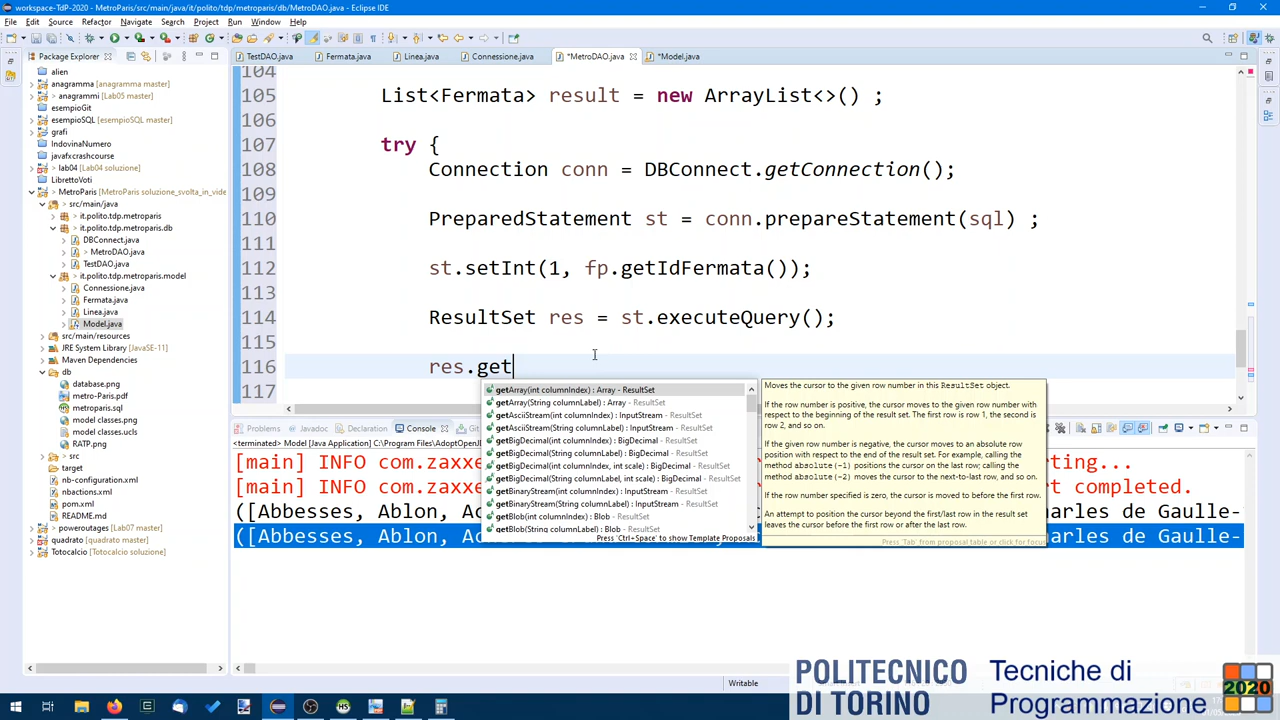 workspace-TdP-2020 - MetroParis/src/main/java/it/polito/tdp/metroparis/db/MetroDAO.java - Eclipse IDE
File Edit Source Refactor Navigate Search Project Run Window Help
Package Explorer
TestDAO.java Fermata.java Linea.java Connessione.java *MetroDAO.java *Model.java
alien
anagramma [anagramma master]
> anagrammi [Lab05 master]
esempioGit
esempioSQL [esempioSQL master]
grafi
IndovinaNumero
javafxcrashcourse
> lab04 [Lab04 soluzione]
LibrettoVoti
> MetroParis [MetroParis soluzione_svolta_in_vide
> src/main/java
> it.polito.tdp.metroparis
> it.polito.tdp.metroparis.db
DBConnect.java
> MetroDAO.java
TestDAO.java
> it.polito.tdp.metroparis.model
Connessione.java
Fermata.java
Linea.java
Model.java
src/main/resources
JRE System Library [JavaSE-11]
Maven Dependencies
> db
database.png
metro-Paris.pdf
metroparis.sql
model classes.png
model classes.ucls
RATP.png
> src
target
nb-configuration.xml
nbactions.xml
pom.xml
README.md
> poweroutages [Lab07 master]
quadrato [quadrato master]
Totocalcio [Totocalcio soluzione]
104
105 List<Fermata> result = new ArrayList<>() ;
106
107 try {
108 Connection conn = DBConnect.getConnection();
109
110 PreparedStatement st = conn.prepareStatement(sql) ;
111
112 st.setInt(1, fp.getIdFermata());
113
114 ResultSet res = st.executeQuery();
115
116 res.get
117
getArray(int columnIndex) : Array - ResultSet
getArray(String columnLabel) : Array - ResultSet
getAsciiStream(int columnIndex) : InputStream - ResultSet
getAsciiStream(String columnLabel) : InputStream - ResultSet
getBigDecimal(int columnIndex) : BigDecimal - ResultSet
getBigDecimal(String columnLabel) : BigDecimal - ResultSet
getBigDecimal(int columnIndex, int scale) : BigDecimal - ResultSet
getBigDecimal(String columnLabel, int scale) : BigDecimal - ResultSet
getBinaryStream(int columnIndex) : InputStream - ResultSet
getBinaryStream(String columnLabel) : InputStream - ResultSet
getBlob(int columnIndex) : Blob - ResultSet
getBlob(String columnLabel) : Blob - ResultSet
Press 'Ctrl+Space' to show Template Proposals
Moves the cursor to the given row number in this ResultSet object.
If the row number is positive, the cursor moves to the given row number with
respect to the beginning of the result set. The first row is row 1, the second is
row 2, and so on.
If the given row number is negative, the cursor moves to an absolute row
position with respect to the end of the result set. For example, calling the
method absolute(-1) positions the cursor on the last row; calling the
method absolute(-2) moves the cursor to the next-to-last row, and so on.
If the row number specified is zero, the cursor is moved to before the first row.
An attempt to position the cursor beyond the first/last row in the result set
leaves the cursor before the first row or after the last row.
Press 'Tab' from proposal table or click for focus
Problems Javadoc Declaration Console Git
<terminated> Model [Java Application] C:\Program Files\AdoptOpenJ
[main] INFO com.zaxxe ting...
[main] INFO com.zaxxe rt completed.
([Abbesses, Ablon, Ac harles de Gaulle-
([Abbesses, Ablon, Ac harles de Gaulle-
Writable
POLITECNICO
DI TORINO
Tecniche di
Programmazione
2020